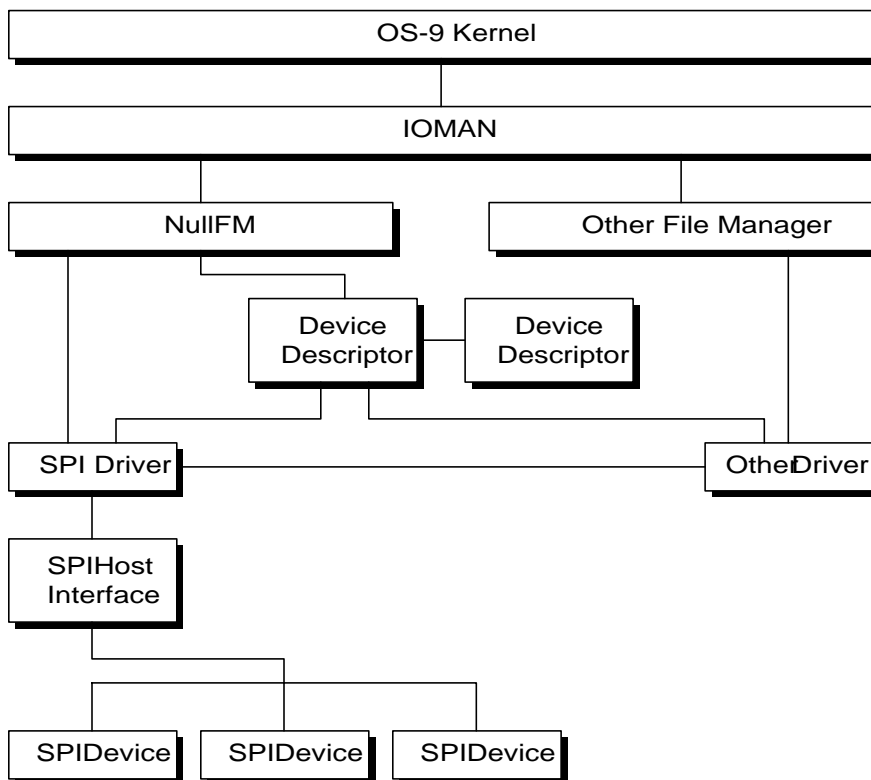 OS-9 Kernel
IOMAN
NullFM
Other File Manager
Device
Descriptor
Device
Descriptor
SPI Driver
OtherDriver
SPIHost
Interface
SPIDevice
SPIDevice
SPIDevice